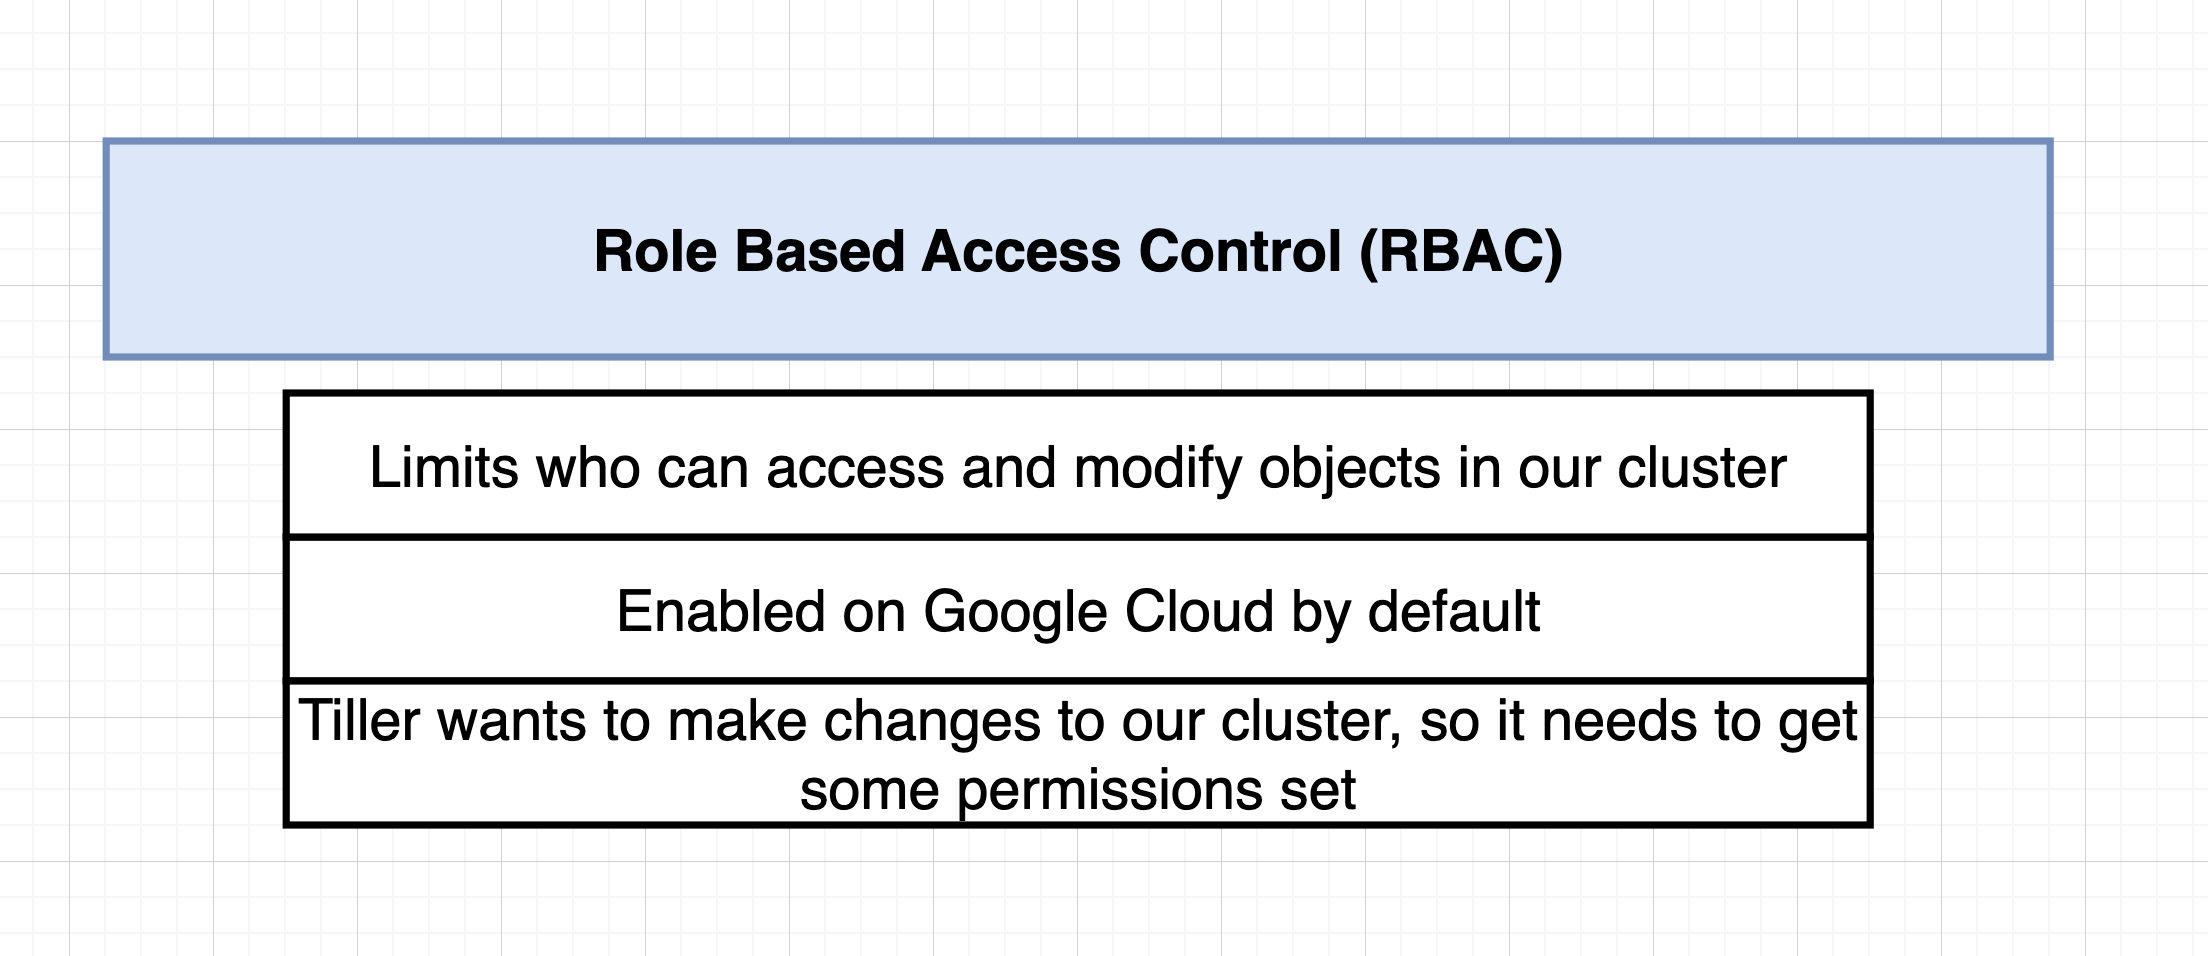 Role Based Access Control (RBAC)
Limits who can access and modify objects in our cluster
Enabled on Google Cloud by default
Tiller wants to make changes to our cluster, so it needs to get
some permissions set